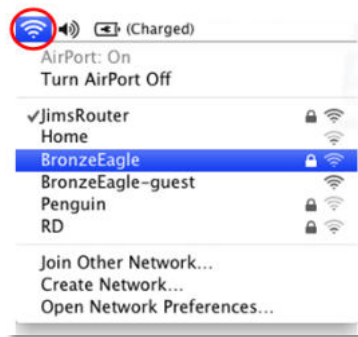 (Charged)
AirPort: On
Turn AirPort Off
✓JimsRouter
Home
BronzeEagle
BronzeEagle-guest
Penguin
RD
Join Other Network...
Create Network...
Open Network Preferences...